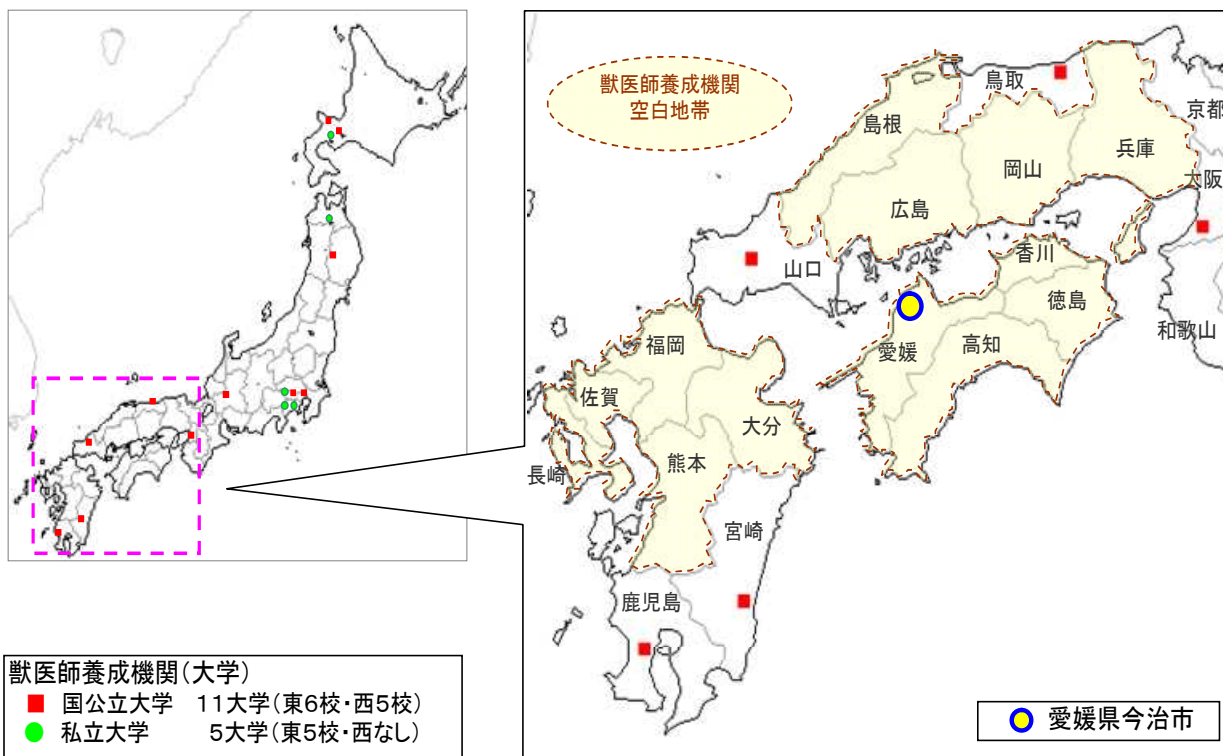 獣医師養成機関
空白地帯
鳥取
京都
島根
兵庫
岡山
大阪
広島
香川
山口
徳島
和歌山
福岡
愛媛
高知
佐賀
大分
長崎
熊本
宮崎
鹿児島
獣医師養成機関(大学)
国公立大学 11大学(東6校・西5校)
私立大学 5大学(東5校・西なし)
愛媛県今治市